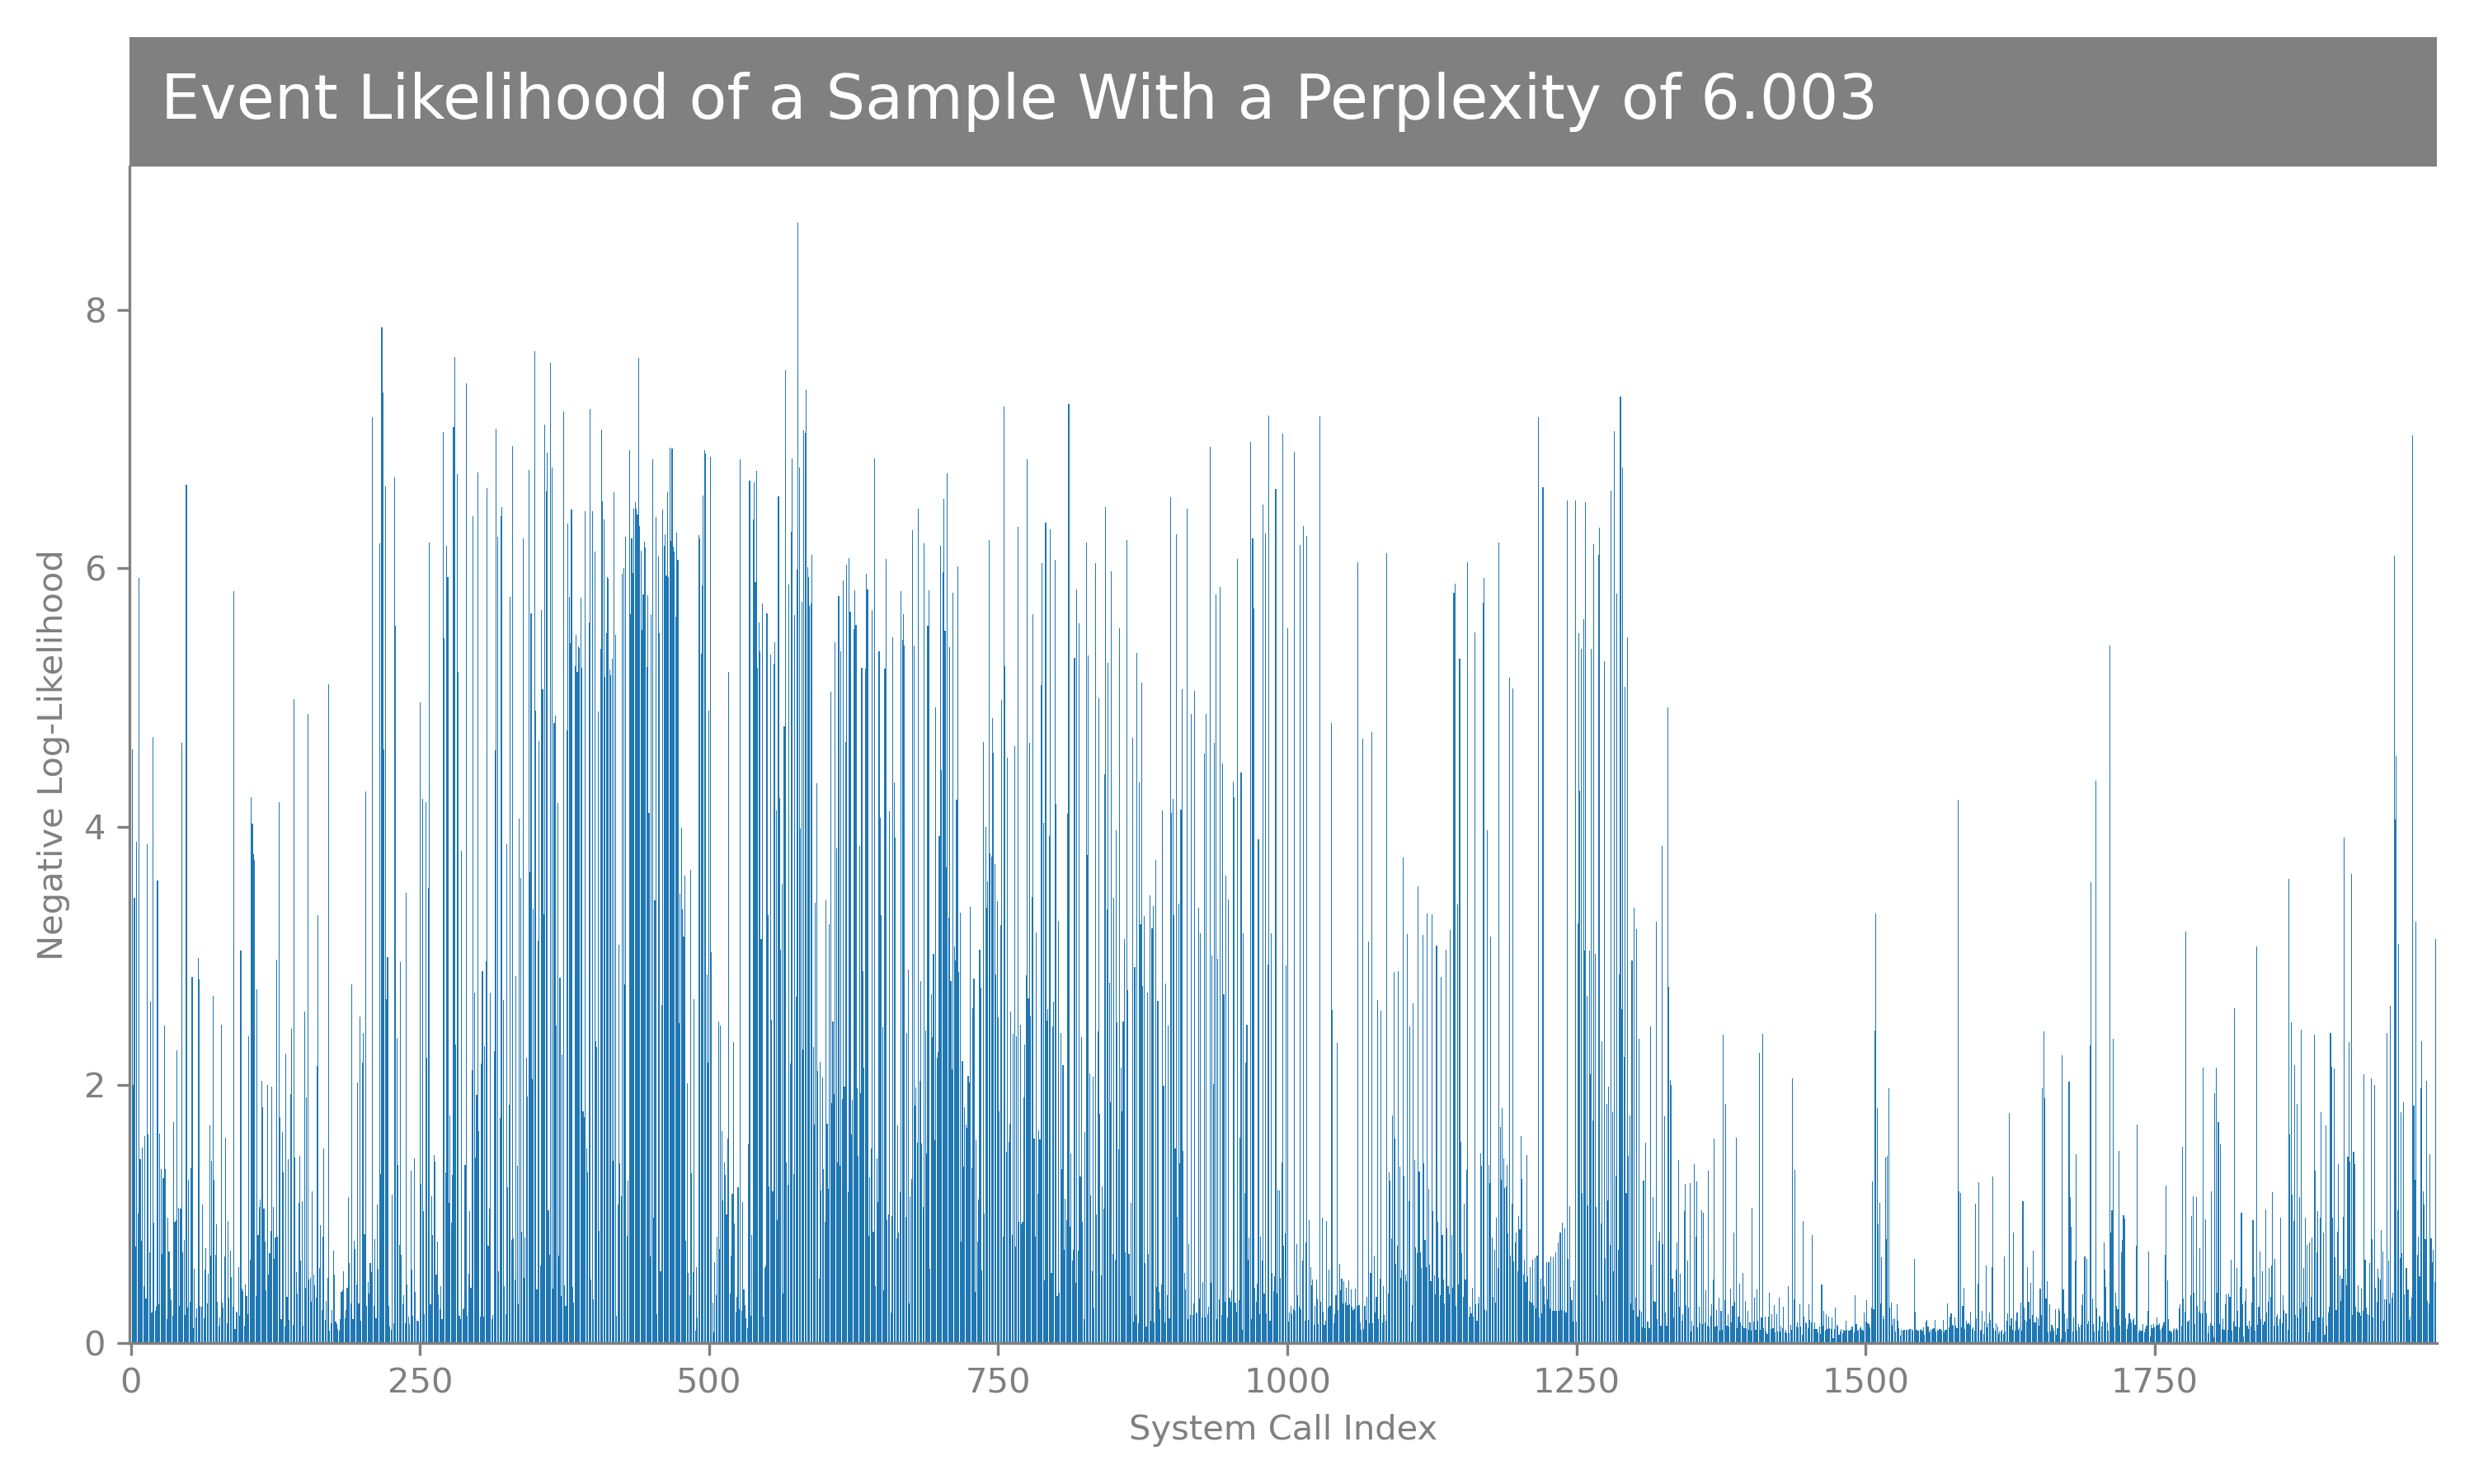 Event Likelihood of a Sample With a Perplexity of 6.003
Negative Log-Likelihood
8
6
4
2
0
0 250 500 750 1000 1250 1500 1750
System Call Index